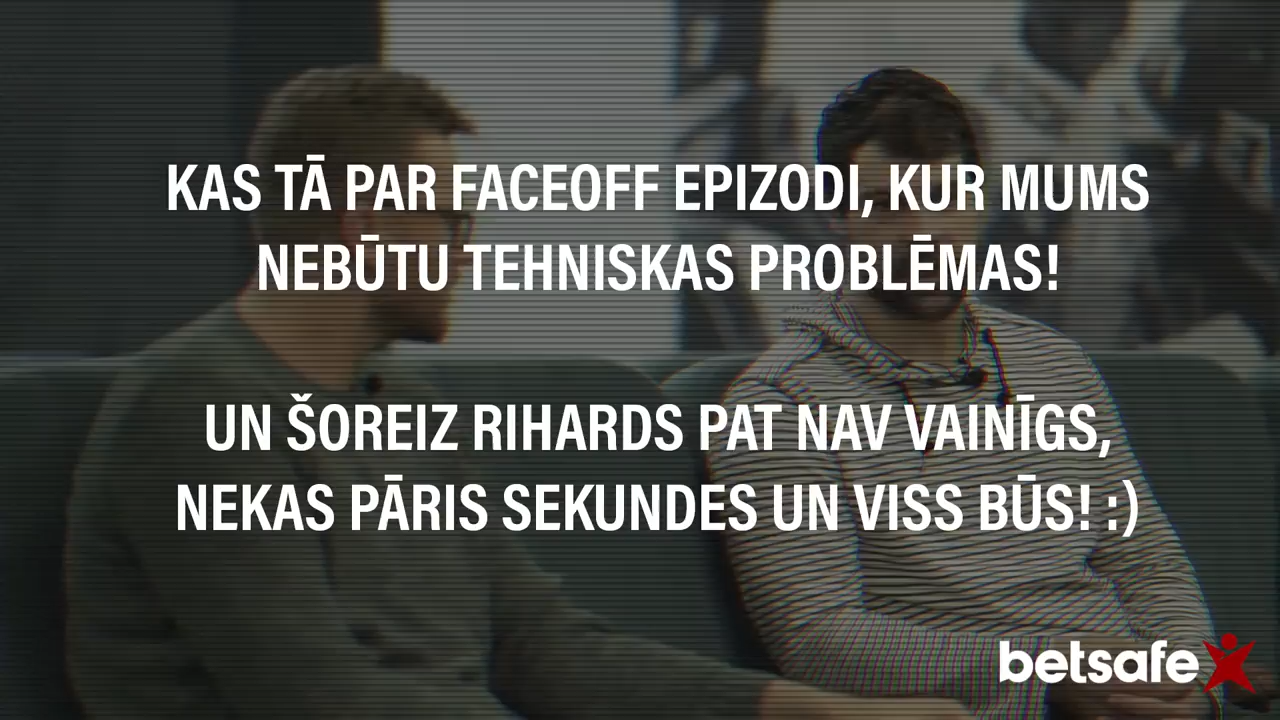 KAS TĀ PAR FACEOFF EPIZODI, KUR MUMS
NEBŪTU TEHNISKAS PROBLĒMAS!
UN ŠOREIZ RIHARDS PAT NAV VAINĪGS,
NEKAS PĀRIS SEKUNDES UN VISS BŪS! :)
betsafe